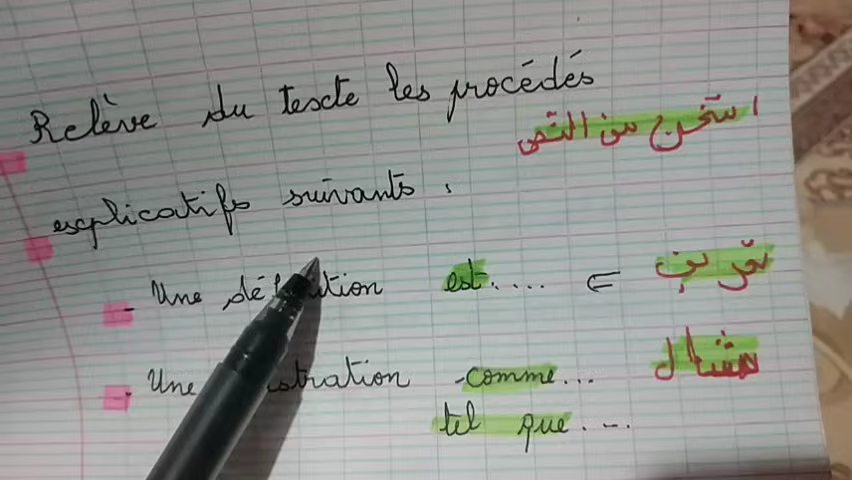 Relève du texte les procédés
استخرج من النص
explicatifs suivants :
- Une définition est.... ⊂ تعريف
- Une illustration - comme... مثال
tel que....